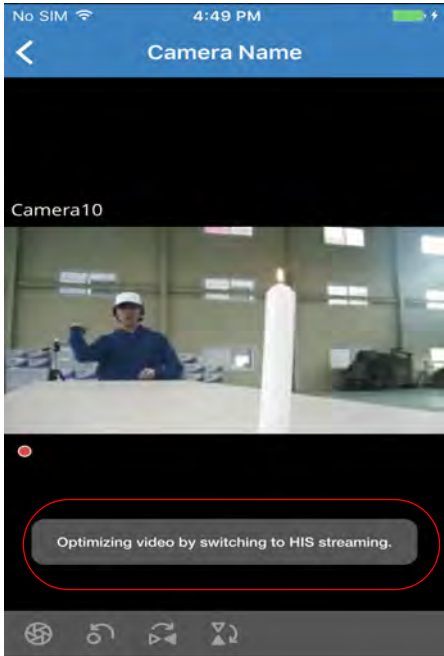 No SIM 4:49 PM
Camera Name
Camera10
Optimizing video by switching to HIS streaming.